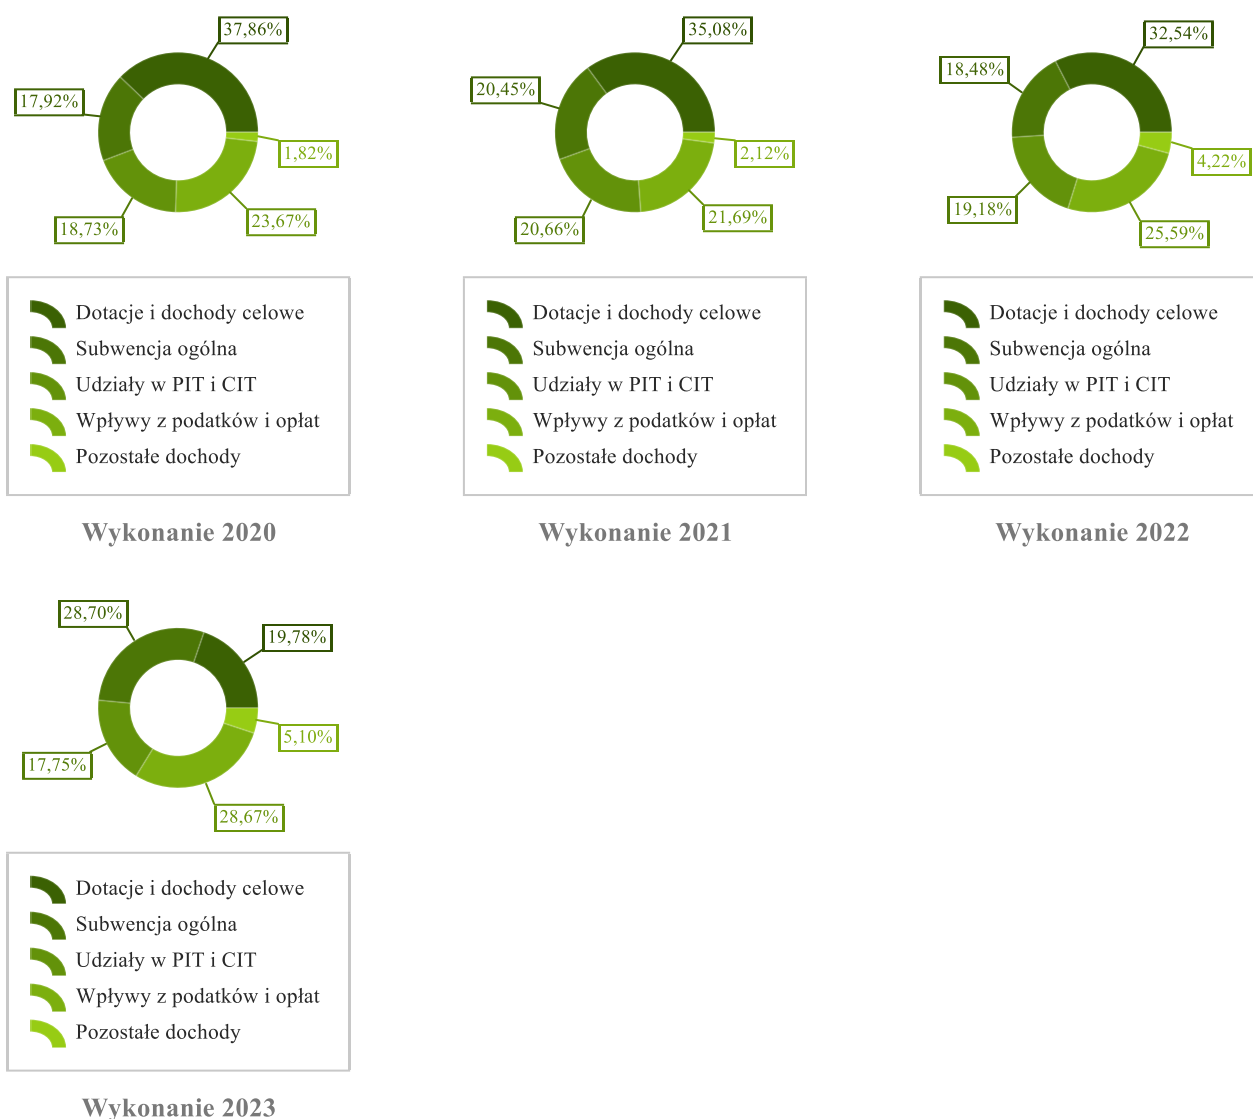 37,86%
17,92%
1,82%
18,73%
23,67%
Dotacje i dochody celowe
Subwencja ogólna
Udziały w PIT i CIT
Wpływy z podatków i opłat
Pozostałe dochody
Wykonanie 2020
35,08%
20,45%
2,12%
20,66%
21,69%
Dotacje i dochody celowe
Subwencja ogólna
Udziały w PIT i CIT
Wpływy z podatków i opłat
Pozostałe dochody
Wykonanie 2021
32,54%
18,48%
4,22%
19,18%
25,59%
Dotacje i dochody celowe
Subwencja ogólna
Udziały w PIT i CIT
Wpływy z podatków i opłat
Pozostałe dochody
Wykonanie 2022
28,70%
19,78%
5,10%
17,75%
28,67%
Dotacje i dochody celowe
Subwencja ogólna
Udziały w PIT i CIT
Wpływy z podatków i opłat
Pozostałe dochody
Wykonanie 2023